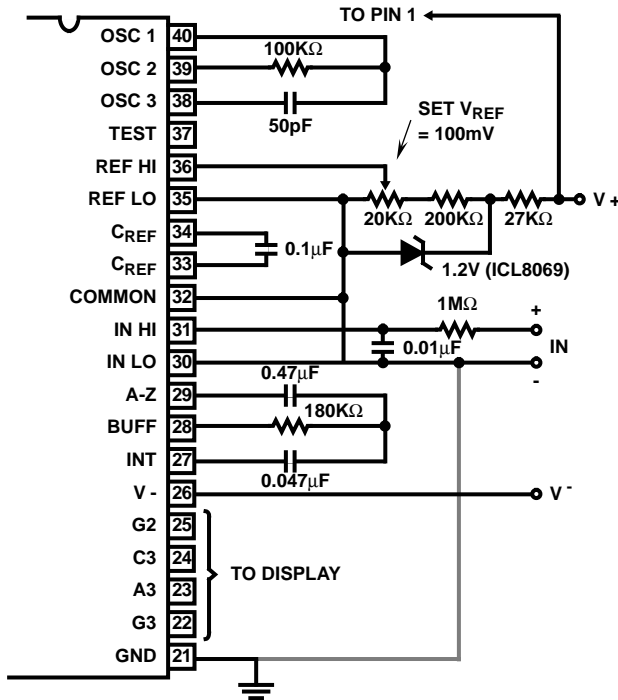 TO PIN 1
OSC 1 40
100KΩ
OSC 2 39
OSC 3 38
50pF
SET VREF
= 100mV
TEST 37
REF HI 36
REF LO 35
20KΩ 200KΩ 27KΩ
V +
CREF 34
0.1μF
CREF 33
1.2V (ICL8069)
COMMON 32
1MΩ
+
IN HI 31
0.01μF
IN
IN LO 30
-
0.47μF
A-Z 29
180KΩ
BUFF 28
INT 27
0.047μF
V - 26
V -
G2 25
C3 24
TO DISPLAY
A3 23
G3 22
GND 21